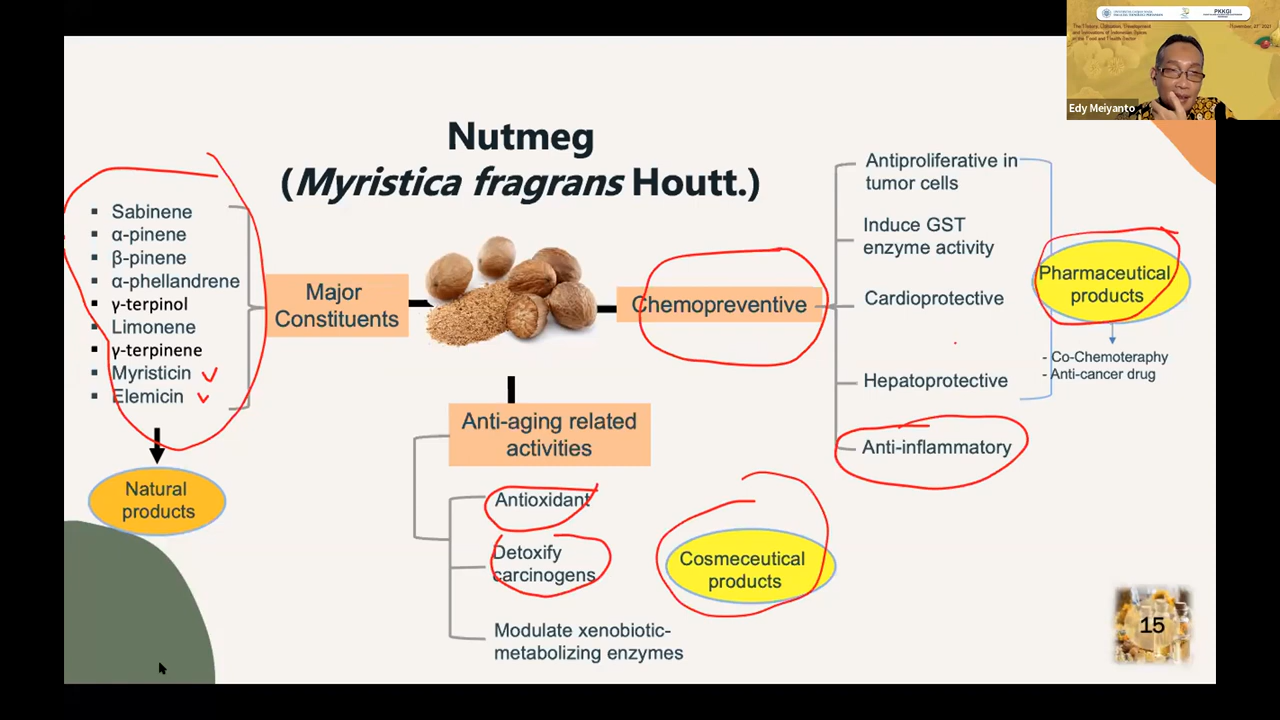 Nutmeg
(Myristica fragrans Houtt.)
▪ Sabinene
▪ α-pinene
▪ β-pinene
▪ α-phellandrene
▪ γ-terpinol
▪ Limonene
▪ γ-terpinene
▪ Myristicin
▪ Elemicin
Natural
products
Major
Constituents
Anti-aging related
activities
Antioxidant
Detoxify
carcinogens
Modulate xenobiotic-
metabolizing enzymes
Cosmeceutical
products
Chemopreventive
Antiproliferative in
tumor cells
Induce GST
enzyme activity
Cardioprotective
Hepatoprotective
Anti-inflammatory
Pharmaceutical
products
- Co-Chemoteraphy
- Anti-cancer drug
15
PKKGI
Edy Meiyanto